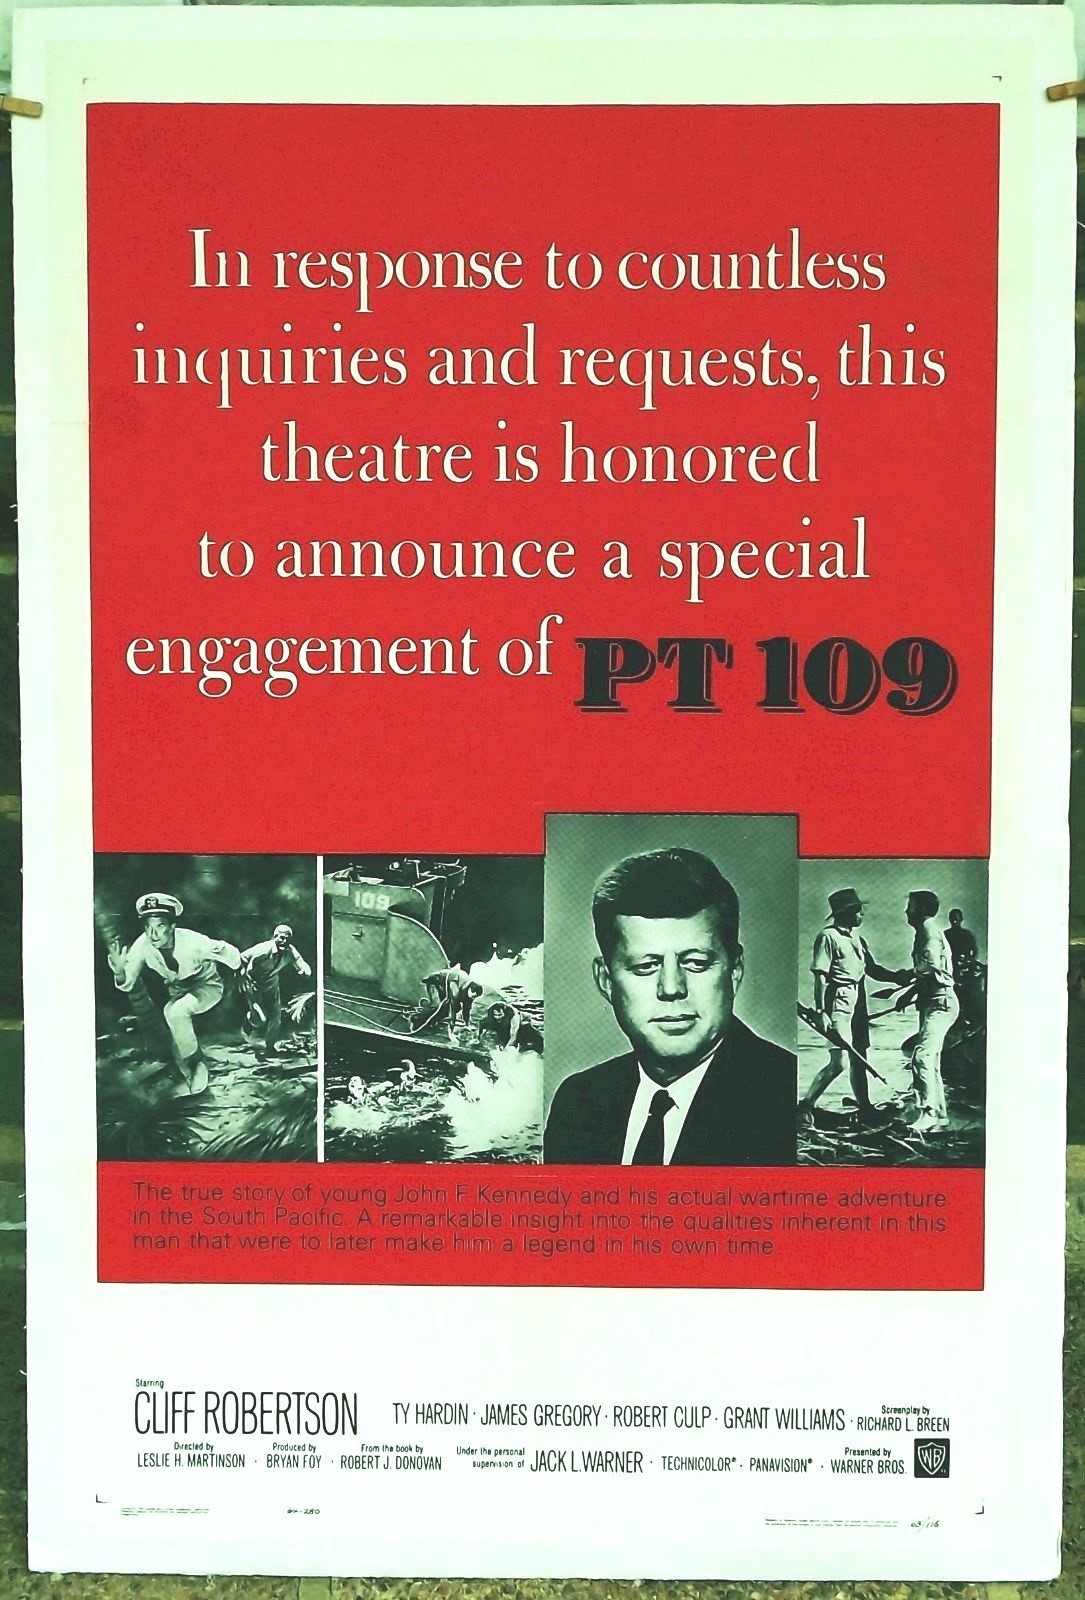 In response to countless
inquiries and requests, this
theatre is honored
to announce a special
engagement of PT 109
109
The true story of young John F. Kennedy and his actual wartime adventure
in the South Pacific. A remarkable insight into the qualities inherent in this
man that were to later make him a legend in his own time.
Starring
CLIFF ROBERTSON
TY HARDIN · JAMES GREGORY · ROBERT CULP · GRANT WILLIAMS · Screenplay by RICHARD L. BREEN
Directed by LESLIE H. MARTINSON · Produced by BRYAN FOY · From the book by ROBERT J. DONOVAN
Under the personal supervision of JACK L. WARNER · TECHNICOLOR® · PANAVISION® · Presented by WARNER BROS.
WB
63/116